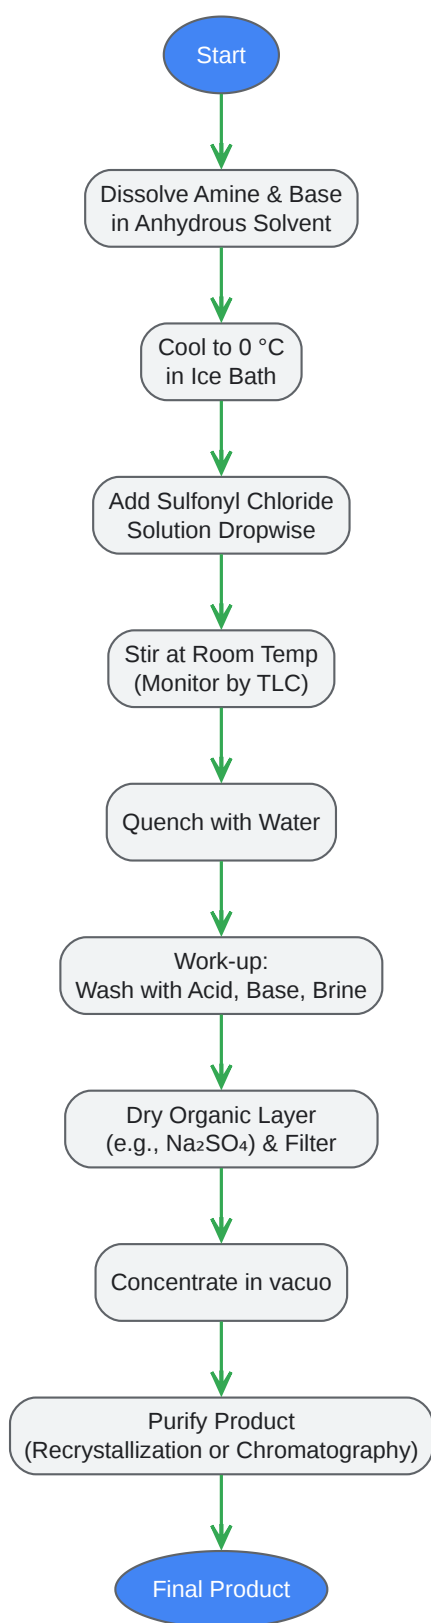 Start
Dissolve Amine & Base
in Anhydrous Solvent
Cool to 0 °C
in Ice Bath
Add Sulfonyl Chloride
Solution Dropwise
Stir at Room Temp
(Monitor by TLC)
Quench with Water
Work-up:
Wash with Acid, Base, Brine
Dry Organic Layer
(e.g., Na₂SO₄) & Filter
Concentrate in vacuo
Purify Product
(Recrystallization or Chromatography)
Final Product